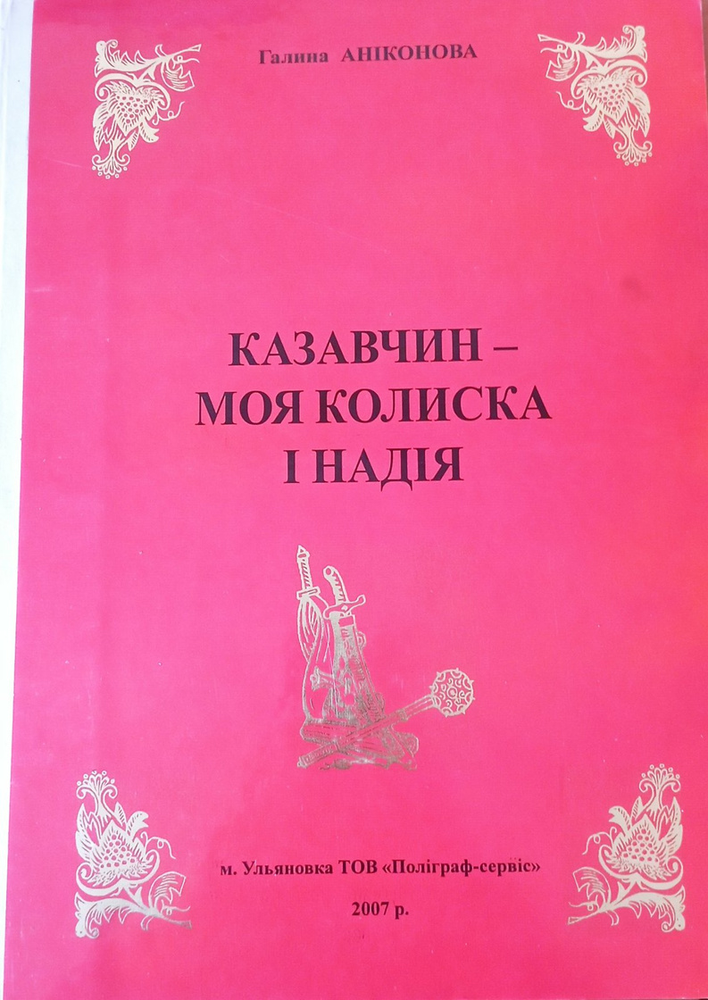 Галина АНІКОНОВА
КАЗАВЧИН –
МОЯ КОЛИСКА
І НАДІЯ
м. Ульяновка ТОВ «Поліграф-сервіс»
2007 р.